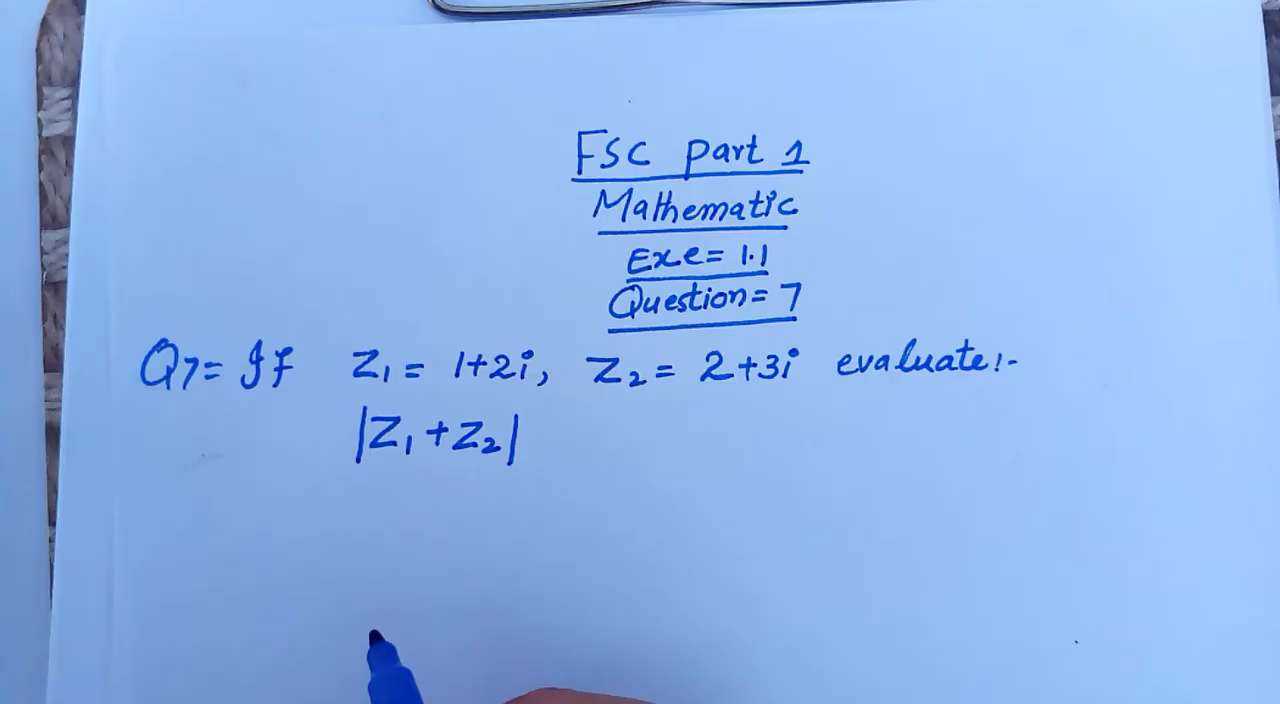 FSC part 1
Mathematic
Exe = 1.1
Question = 7
Q7 = If Z₁ = 1+2i, Z₂ = 2+3i evaluate:-
|Z₁ + Z₂|